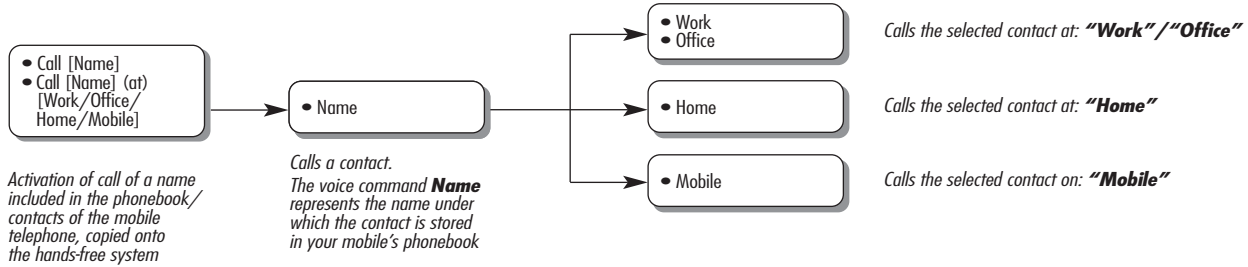 • Call [Name]
• Call [Name] (at)
[Work/Office/
Home/Mobile]
Activation of call of a name
included in the phonebook/
contacts of the mobile
telephone, copied onto
the hands-free system
• Name
Calls a contact.
The voice command Name
represents the name under
which the contact is stored
in your mobile's phonebook
• Work
• Office
Calls the selected contact at: "Work"/"Office"
• Home
Calls the selected contact at: "Home"
• Mobile
Calls the selected contact on: "Mobile"